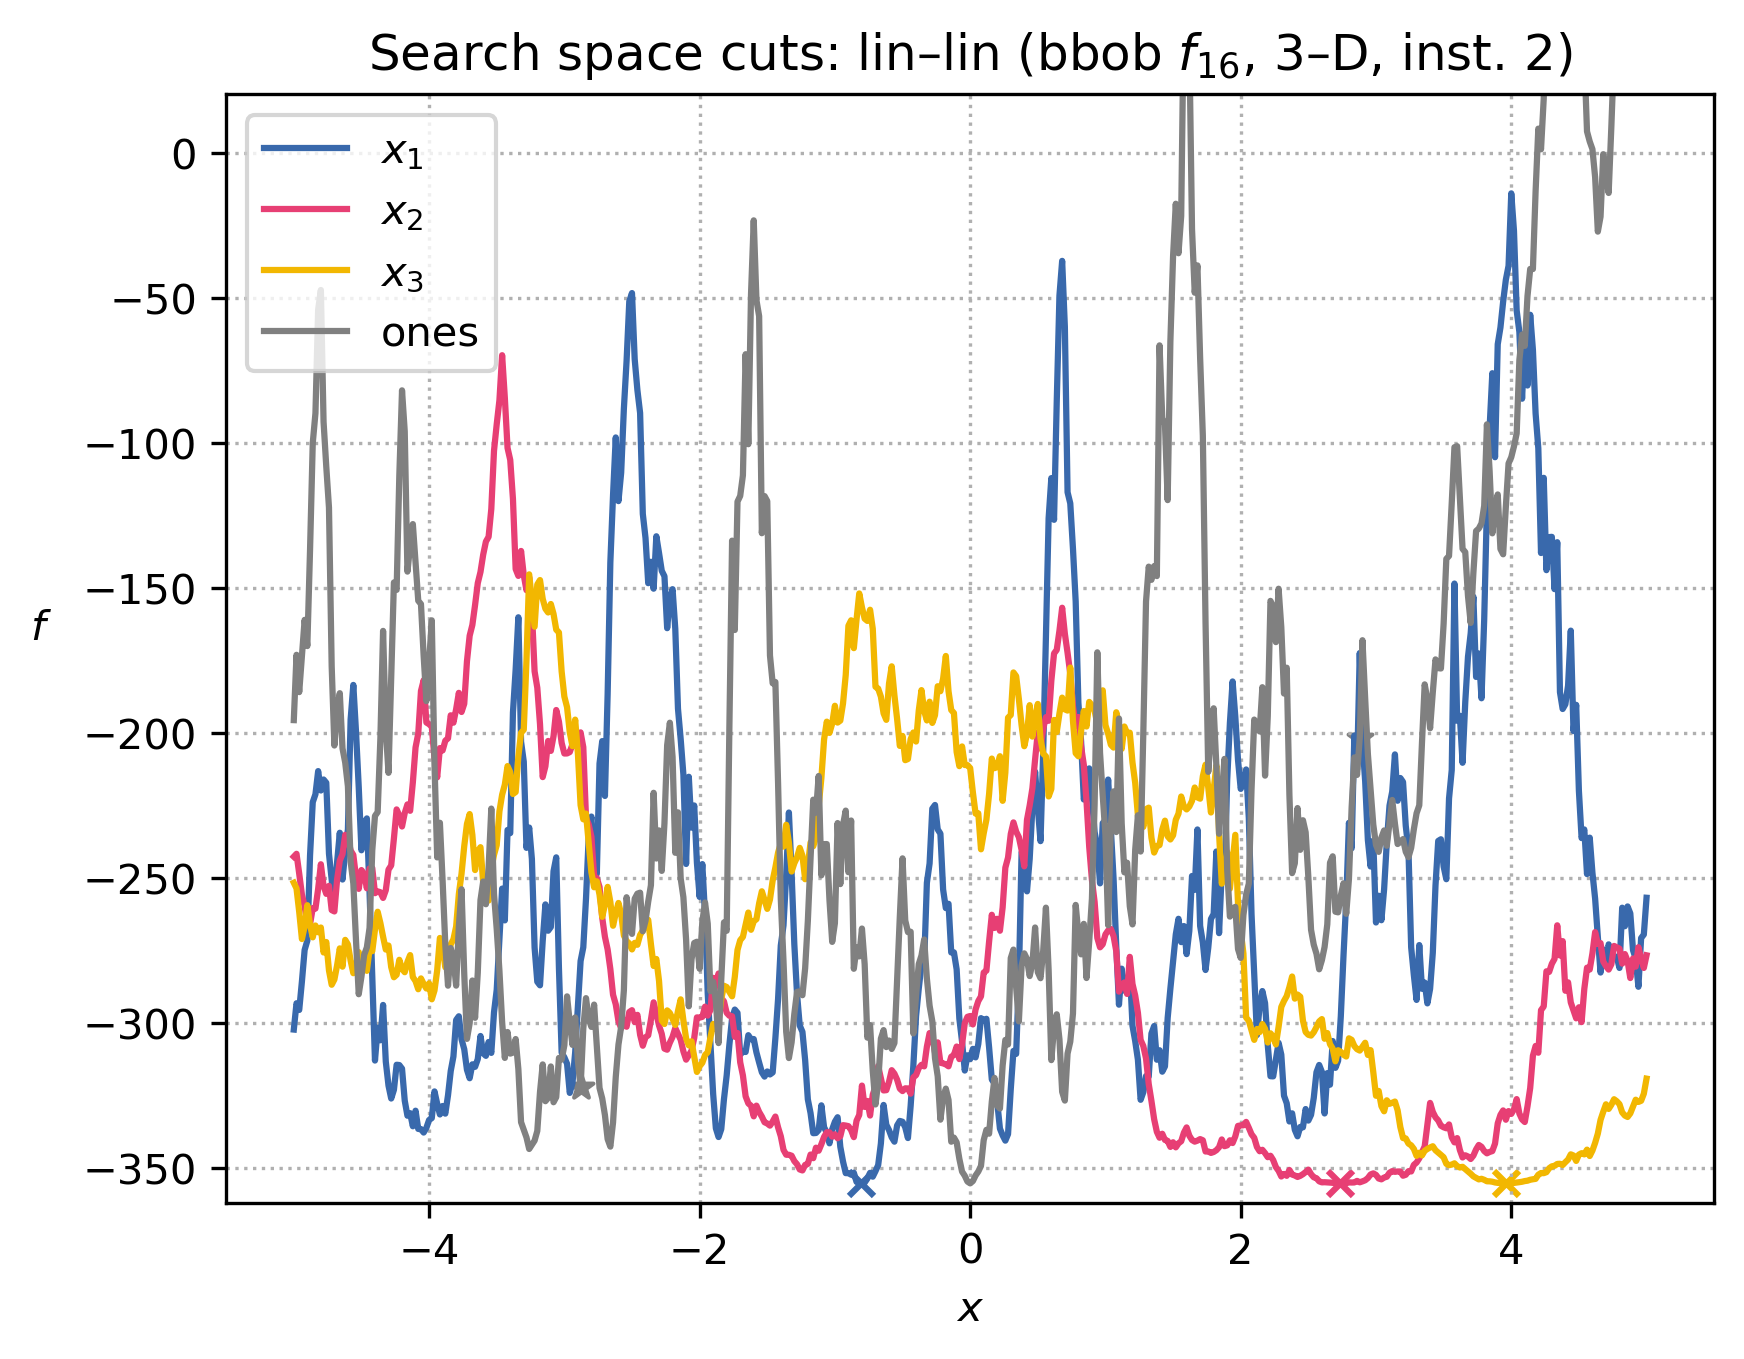 Search space cuts: lin–lin (bbob f₁₆, 3–D, inst. 2)
x₁
x₂
x₃
ones
0
−50
−100
−150
−200
−250
−300
−350
f
−4
−2
0
2
4
x